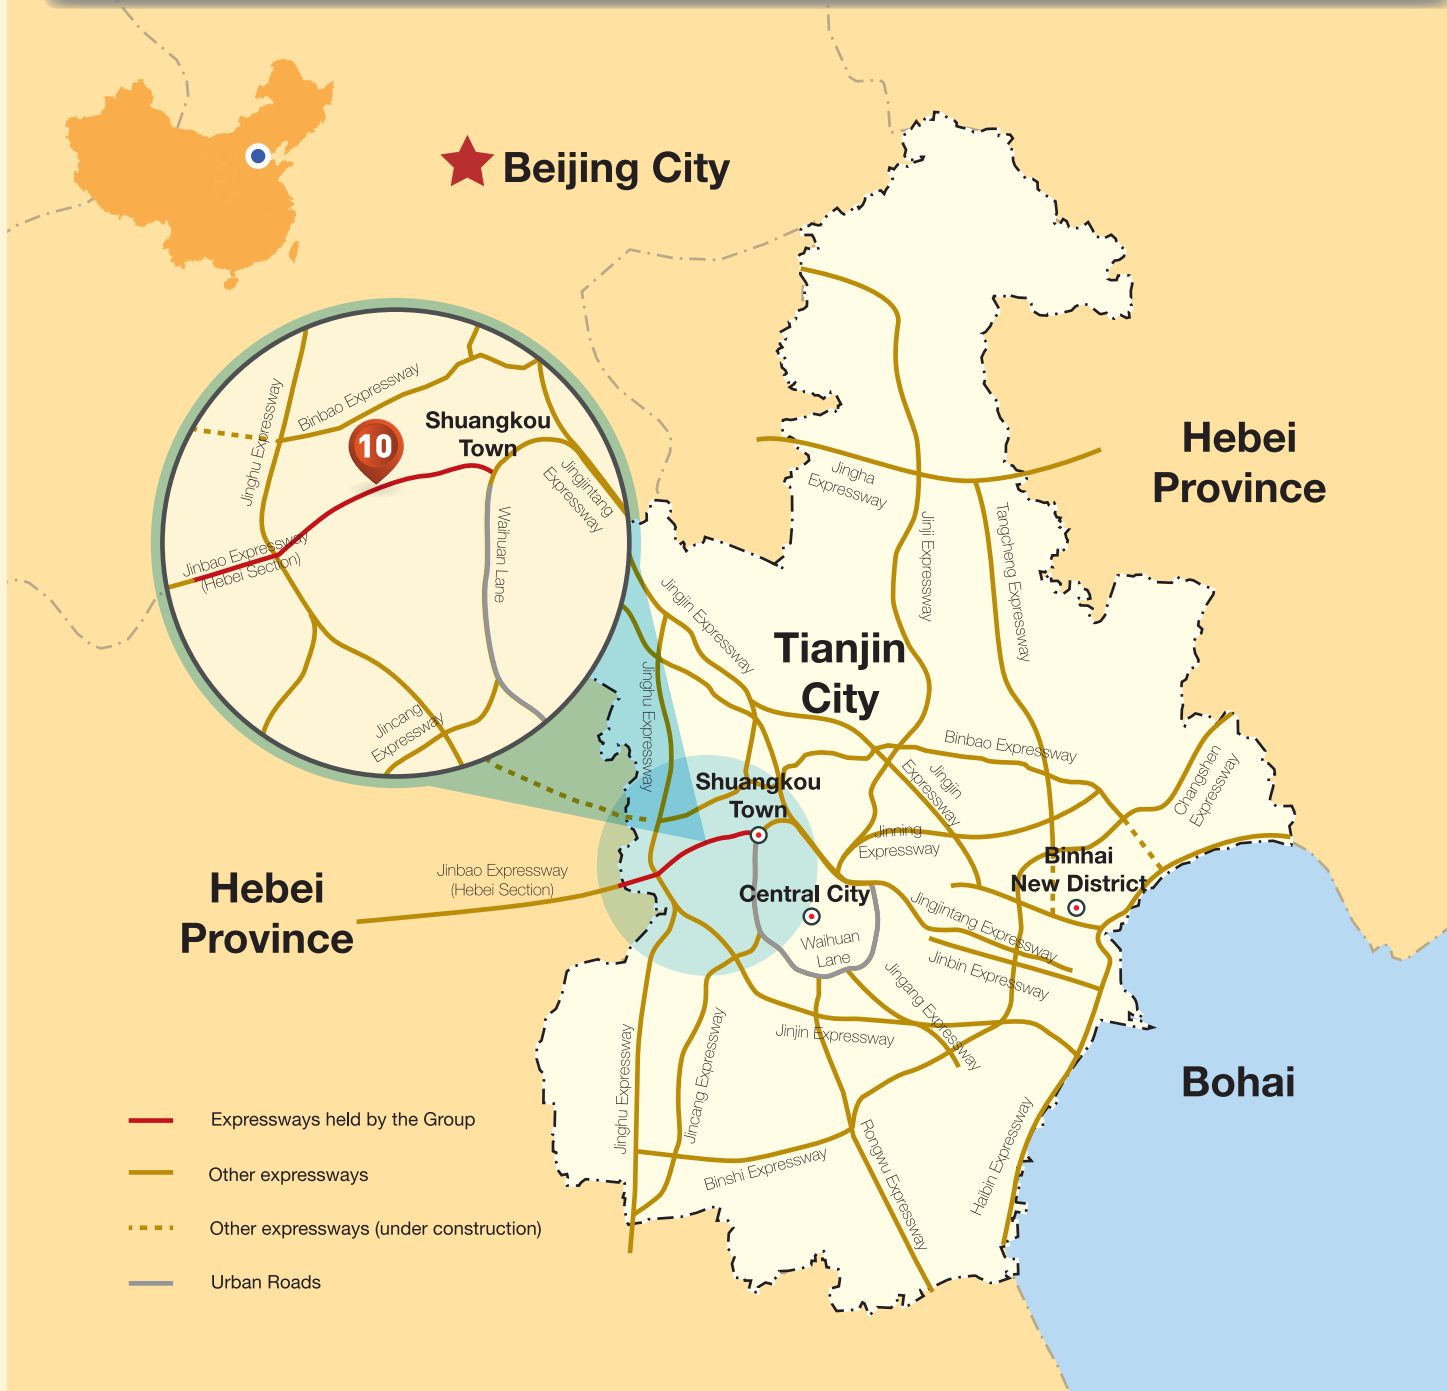 Beijing City
Jinghu Expressway
Binbao Expressway
10
Shuangkou
Town
Jingjintang
Expressway
Jinbao Expressway
(Hebei Section)
Waihuan Lane
Jincang
Expressway
Hebei
Province
Jingha
Expressway
Jinji Expressway
Tangcheng Expressway
Jingjin Expressway
Tianjin
City
Jinghu Expressway
Binbao Expressway
Jingjin
Expressway
Changshen
Expressway
Shuangkou
Town
Jinning
Expressway
Binhai
New District
Jinbao Expressway
(Hebei Section)
Hebei
Province
Central City
Waihuan
Lane
Jingjintang Expressway
Jinbin Expressway
Jingang Expressway
Jinjin Expressway
Jinghu Expressway
Jincang Expressway
Binshi Expressway
Rongwu Expressway
Haibin Expressway
Bohai
Expressways held by the Group
Other expressways
Other expressways (under construction)
Urban Roads